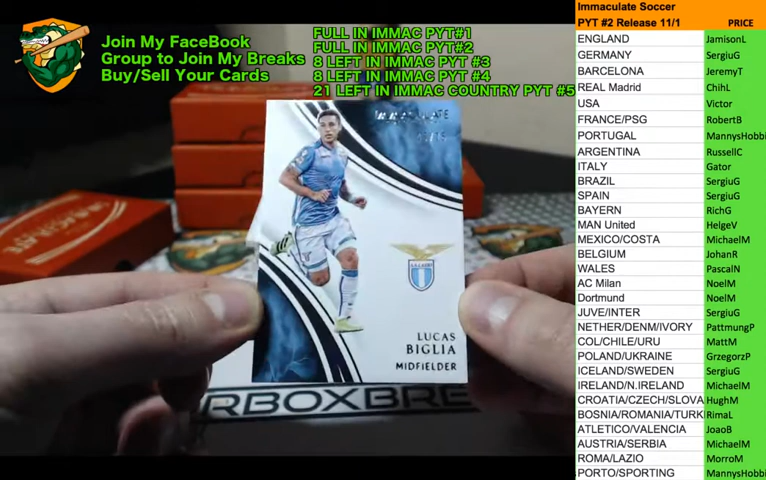 Join My FaceBook
Group to Join My Breaks
Buy/Sell Your Cards
FULL IN IMMAC PYT#1
FULL IN IMMAC PYT#2
8 LEFT IN IMMAC PYT #3
8 LEFT IN IMMAC PYT #4
21 LEFT IN IMMAC COUNTRY PYT #5
LUCAS
BIGLIA
MIDFIELDER
RBOXBRE
Immaculate Soccer
PYT #2 Release 11/1 PRICE
ENGLAND JamisonL
GERMANY SergiuG
BARCELONA JeremyT
REAL Madrid ChihL
USA Victor
FRANCE/PSG RobertB
PORTUGAL MannysHobbi
ARGENTINA RussellC
ITALY Gator
BRAZIL SergiuG
SPAIN SergiuG
BAYERN RichG
MAN United HelgeV
MEXICO/COSTA MichaelM
BELGIUM JohanR
WALES PascalN
AC Milan NoelM
Dortmund NoelM
JUVE/INTER SergiuG
NETHER/DENM/IVORY PattmungP
COL/CHILE/URU MattM
POLAND/UKRAINE GrzegorzP
ICELAND/SWEDEN SergiuG
IRELAND/N.IRELAND MichaelM
CROATIA/CZECH/SLOVA HughM
BOSNIA/ROMANIA/TURK RimaL
ATLETICO/VALENCIA JoaoB
AUSTRIA/SERBIA MichaelM
ROMA/LAZIO MorroM
PORTO/SPORTING MannysHobbi